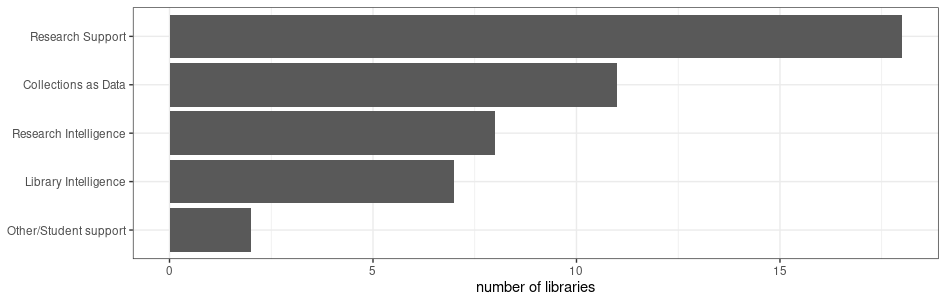 Research Support
Collections as Data
Research Intelligence
Library Intelligence
Other/Student support
0 5 10 15
number of libraries